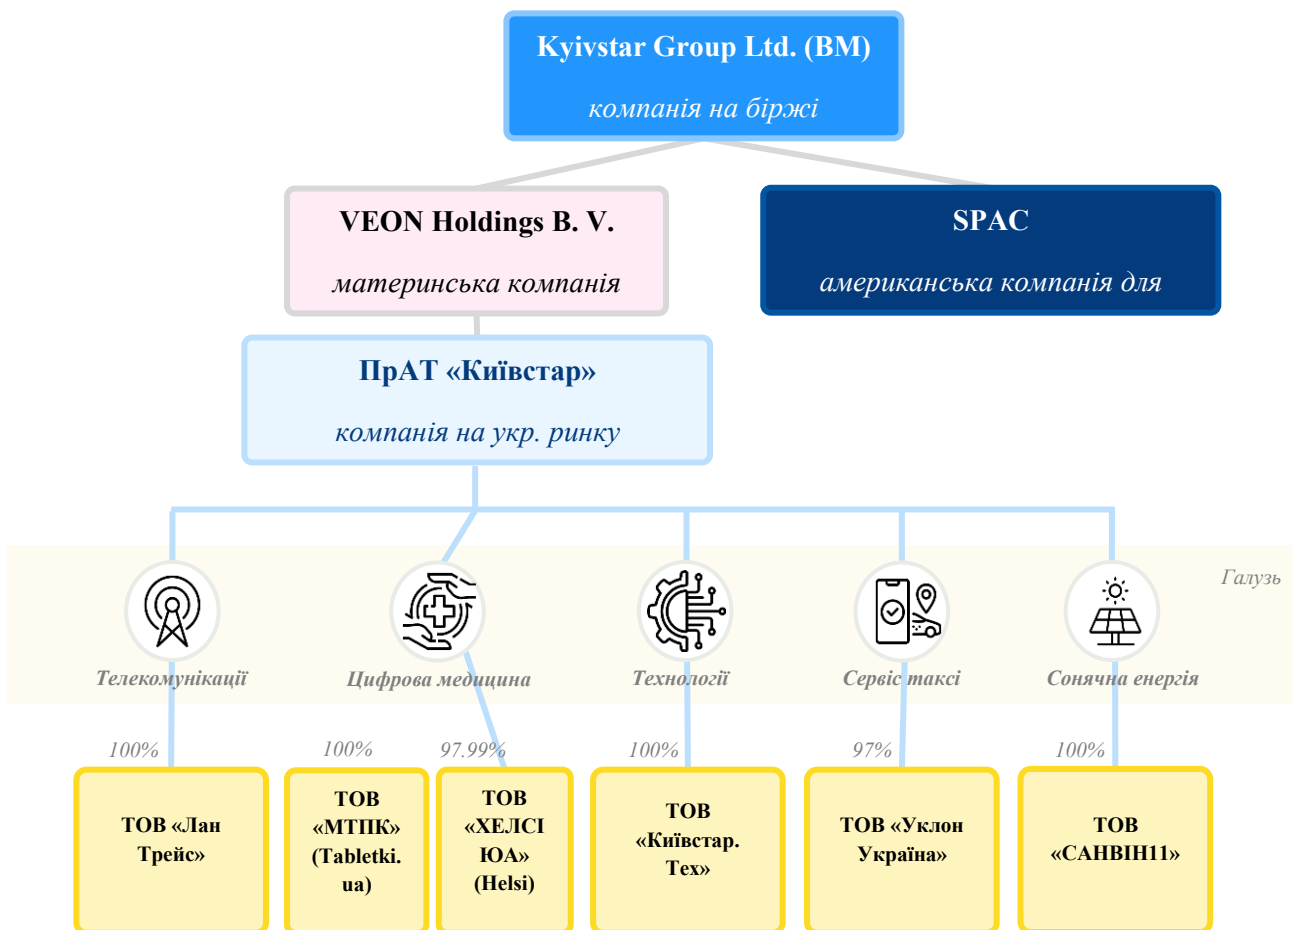 Kyivstar Group Ltd. (BM)
компанія на біржі
VEON Holdings B. V.
материнська компанія
SPAC
американська компанія для
ПрАТ «Київстар»
компанія на укр. ринку
Галузь
Телекомунікації
Цифрова медицина
Технології
Сервіс таксі
Сонячна енергія
100%
100%
97.99%
100%
97%
100%
ТОВ «Лан
Трейс»
ТОВ
«МТПК»
(Tabletki.
ua)
ТОВ
«ХЕЛСІ
ЮА»
(Helsi)
ТОВ
«Київстар.
Тех»
ТОВ «Уклон
Україна»
ТОВ
«САНВІН11»